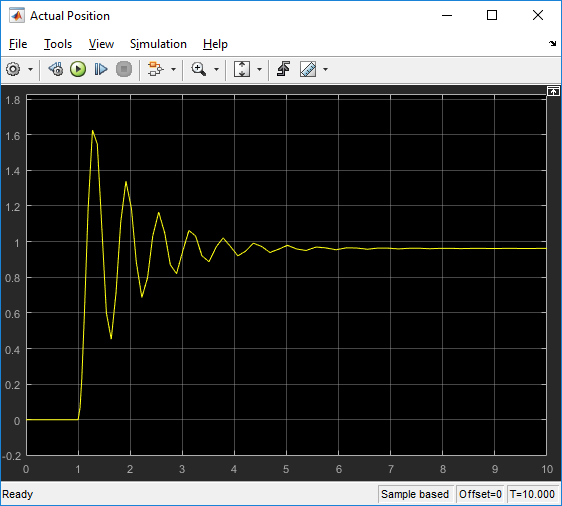 Actual Position
File Tools View Simulation Help
1.8
1.6
1.4
1.2
1
0.8
0.6
0.4
0.2
0
-0.2
0 1 2 3 4 5 6 7 8 9 10
Ready Sample based Offset=0 T=10.000